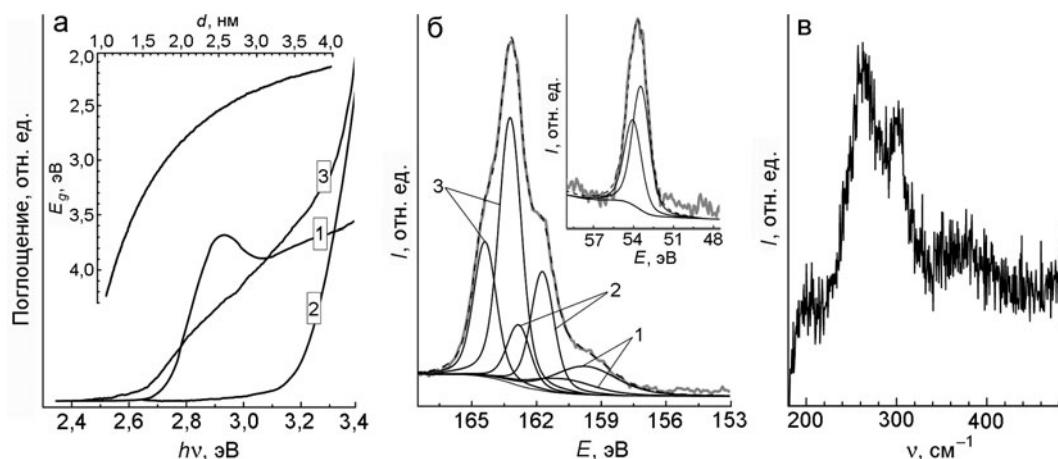 а
d, нм
1,0 1,5 2,0 2,5 3,0 3,5 4,0
2,0
2,5
3,0
3,5
4,0
E_g, эВ
Поглощение, отн. ед.
3
1
2
2,4 2,6 2,8 3,0 3,2 3,4
hν, эВ
б
I, отн. ед.
3
2
1
165 162 159 156 153
E, эВ
I, отн. ед.
57 54 51 48
E, эВ
в
I, отн. ед.
200 300 400
ν, см⁻¹